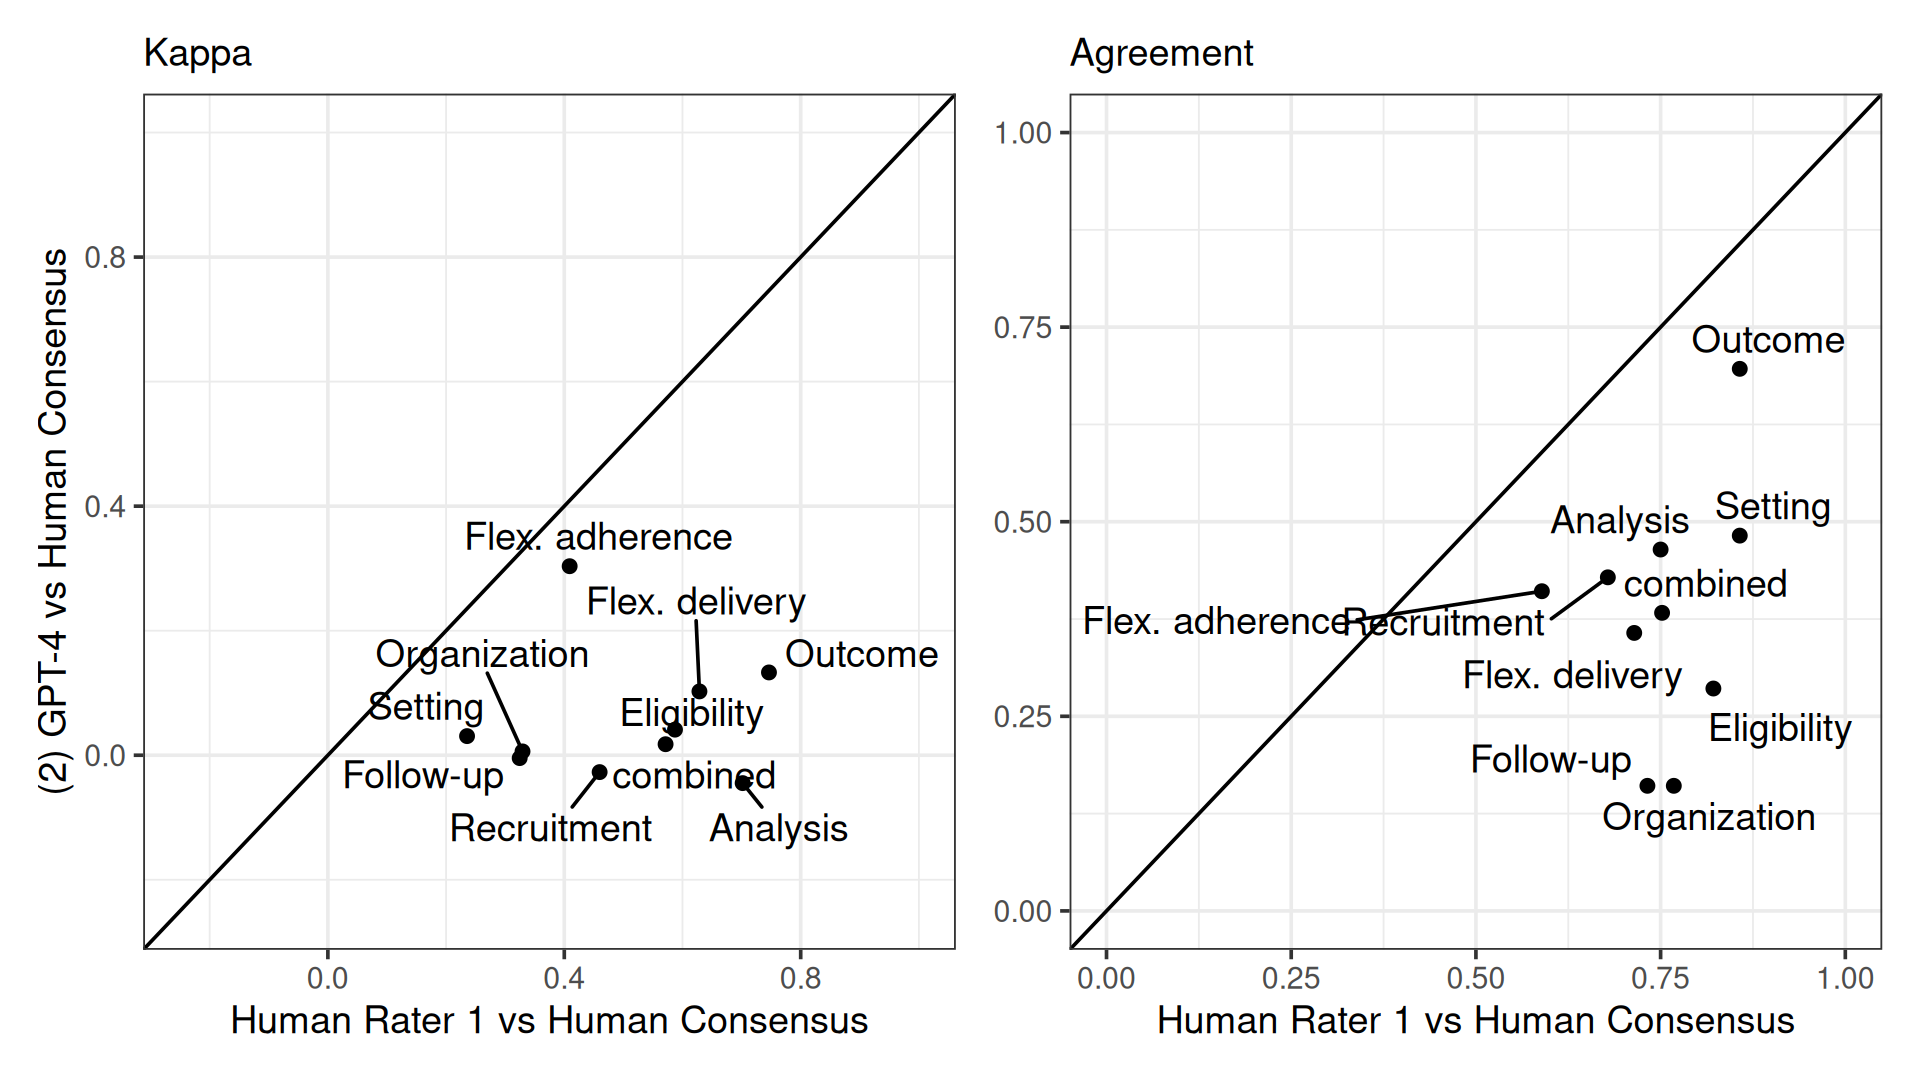 Kappa
Agreement
(2) GPT-4 vs Human Consensus
0.8
0.4
0.0
Flex. adherence
Flex. delivery
Organization
Outcome
Setting
Eligibility
Follow-up
combined
Recruitment
Analysis
0.0
0.4
0.8
Human Rater 1 vs Human Consensus
1.00
0.75
0.50
0.25
0.00
Outcome
Setting
Analysis
combined
Flex. adherence
Recruitment
Flex. delivery
Eligibility
Follow-up
Organization
0.00
0.25
0.50
0.75
1.00
Human Rater 1 vs Human Consensus